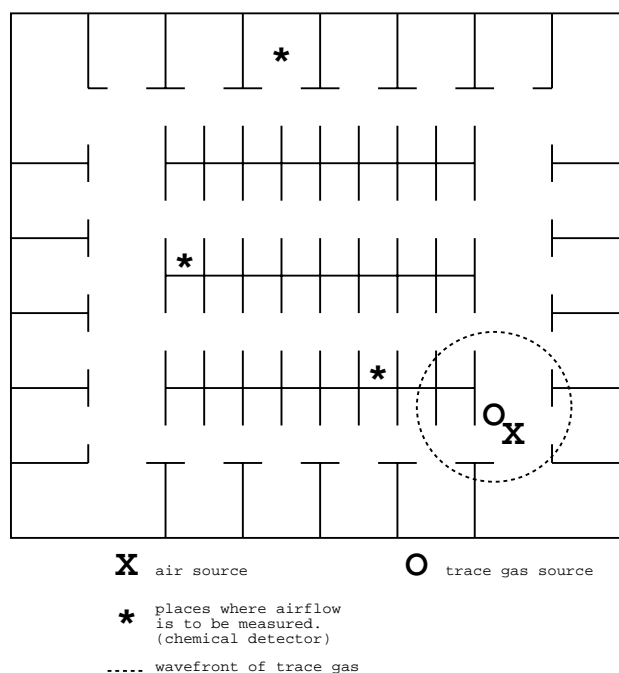 *
*
*
O
X
X air source
O trace gas source
* places where airflow
is to be measured.
(chemical detector)
wavefront of trace gas